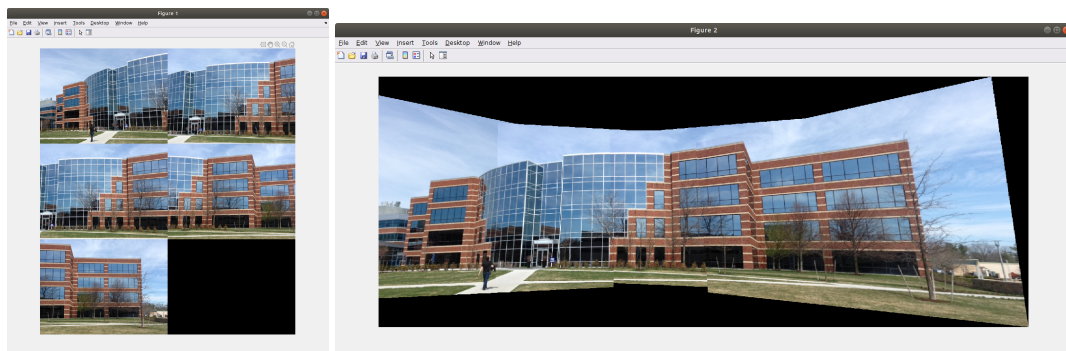 Figure 1
File Edit View Insert Tools Desktop Window Help
Figure 2
File Edit View Insert Tools Desktop Window Help